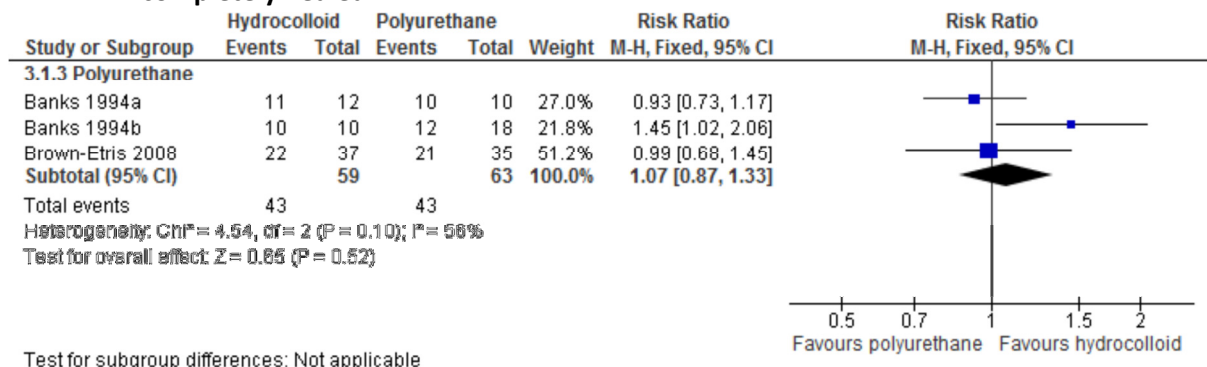 Hydrocolloid Polyurethane Risk Ratio Risk Ratio
Study or Subgroup Events Total Events Total Weight M-H, Fixed, 95% CI M-H, Fixed, 95% CI
3.1.3 Polyurethane
Banks 1994a 11 12 10 10 27.0% 0.93 [0.73, 1.17]
Banks 1994b 10 10 12 18 21.8% 1.45 [1.02, 2.06]
Brown-Etris 2008 22 37 21 35 51.2% 0.99 [0.68, 1.45]
Subtotal (95% CI) 59 63 100.0% 1.07 [0.87, 1.33]
Total events 43 43
Heterogeneity: Chi² = 4.54, df = 2 (P = 0.10); I² = 56%
Test for overall effect: Z = 0.65 (P = 0.52)
0.5 0.7 1 1.5 2
Favours polyurethane Favours hydrocolloid
Test for subgroup differences: Not applicable